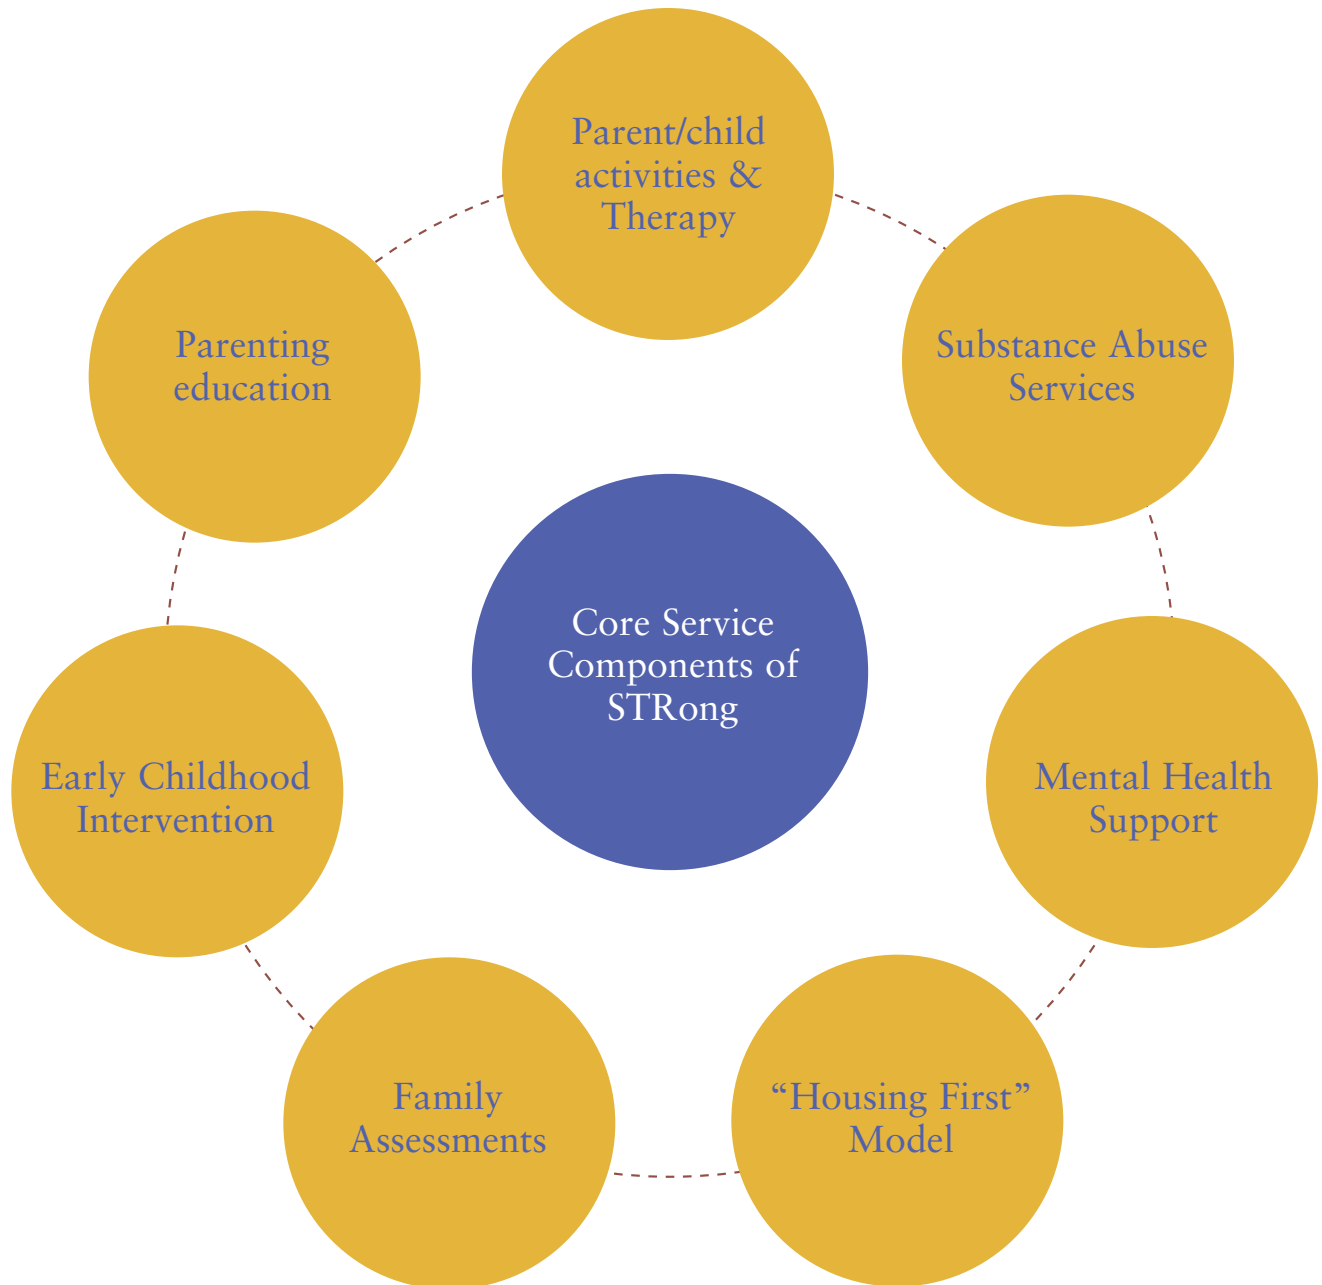 Parent/child
activities &
Therapy
Substance Abuse
Services
Mental Health
Support
“Housing First”
Model
Family
Assessments
Early Childhood
Intervention
Parenting
education
Core Service
Components of
STRong